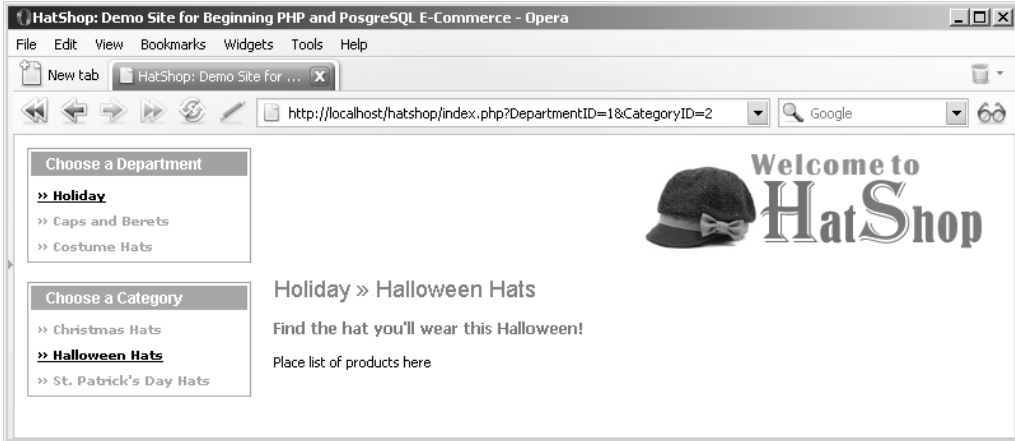 HatShop: Demo Site for Beginning PHP and PosgreSQL E-Commerce - Opera
File Edit View Bookmarks Widgets Tools Help
New tab HatShop: Demo Site for ... X
http://localhost/hatshop/index.php?DepartmentID=1&CategoryID=2 Google
Choose a Department
» Holiday
» Caps and Berets
» Costume Hats
Welcome to
HatShop
Choose a Category
» Christmas Hats
» Halloween Hats
» St. Patrick's Day Hats
Holiday » Halloween Hats
Find the hat you'll wear this Halloween!
Place list of products here